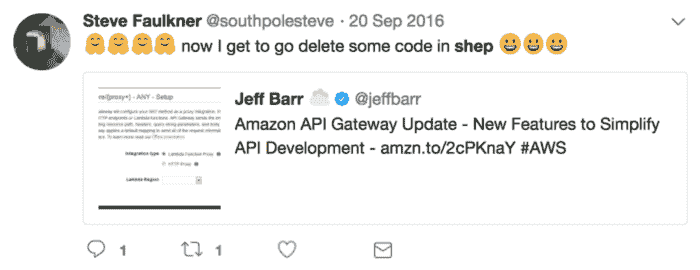 Steve Faulkner @southpolesteve · 20 Sep 2016
🤗🤗🤗🤗 now I get to go delete some code in shep 😀😀😀
re/{proxy+} - ANY - Setup
Integration type
Lambda Function Proxy
HTTP Proxy
Lambda Region
Jeff Barr @jeffbarr
Amazon API Gateway Update - New Features to Simplify
API Development - amzn.to/2cPKnaY #AWS
1 1